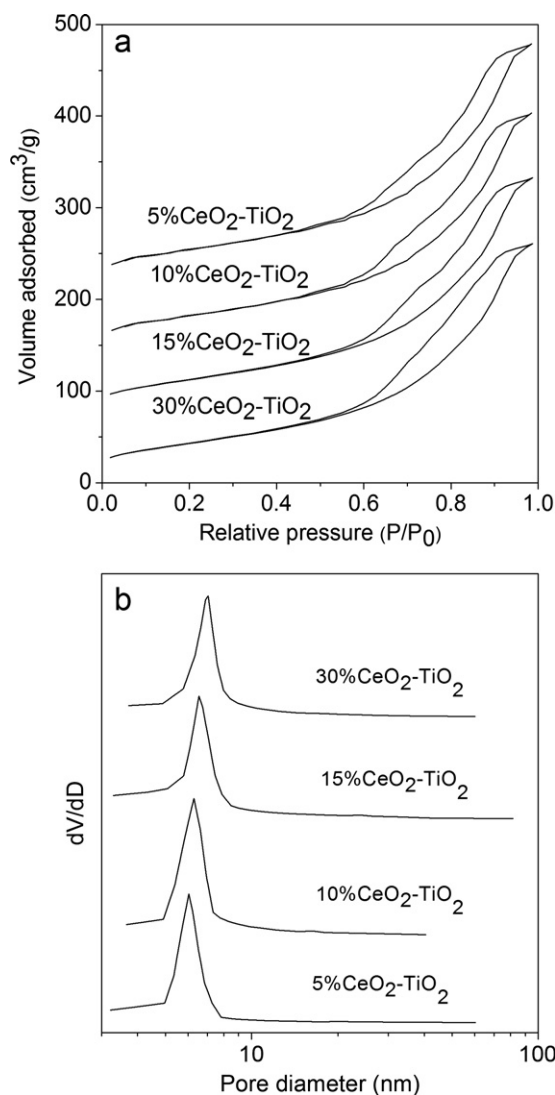 a
500
400
300
200
100
0
Volume adsorbed (cm³/g)
5%CeO₂-TiO₂
10%CeO₂-TiO₂
15%CeO₂-TiO₂
30%CeO₂-TiO₂
0.0 0.2 0.4 0.6 0.8 1.0
Relative pressure (P/P₀)
b
dV/dD
30%CeO₂-TiO₂
15%CeO₂-TiO₂
10%CeO₂-TiO₂
5%CeO₂-TiO₂
10 100
Pore diameter (nm)